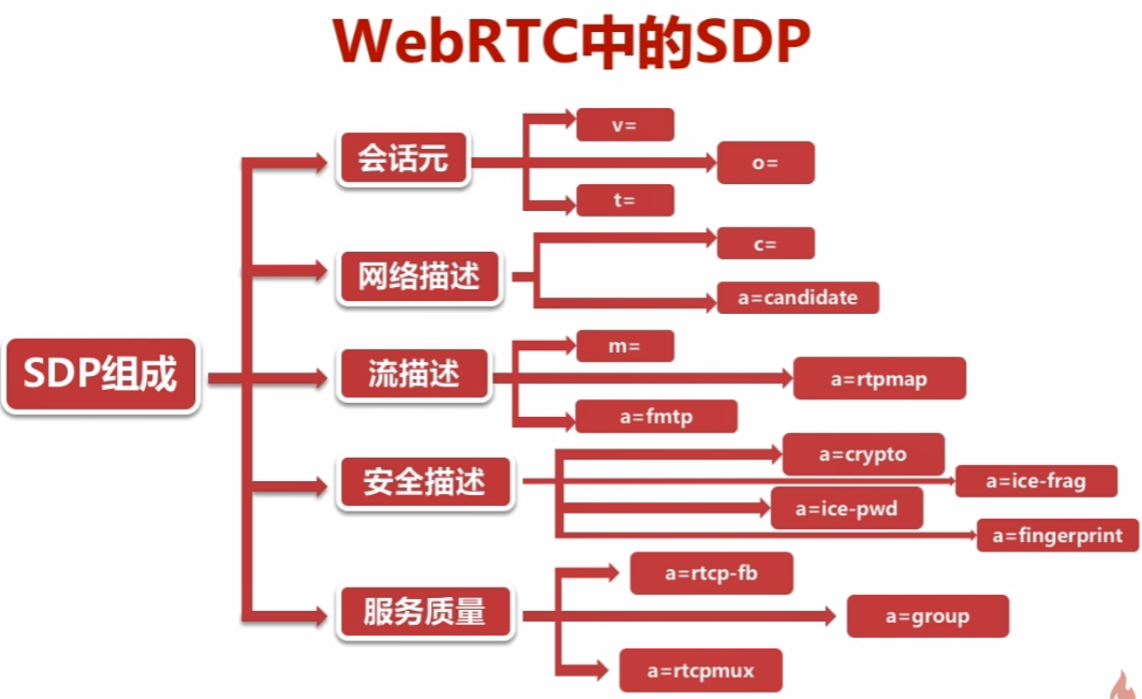 WebRTC中的SDP
SDP组成
会话元
v=
o=
t=
网络描述
c=
a=candidate
流描述
m=
a=rtpmap
a=fmtp
安全描述
a=crypto
a=ice-frag
a=ice-pwd
a=fingerprint
服务质量
a=rtcp-fb
a=group
a=rtcpmux